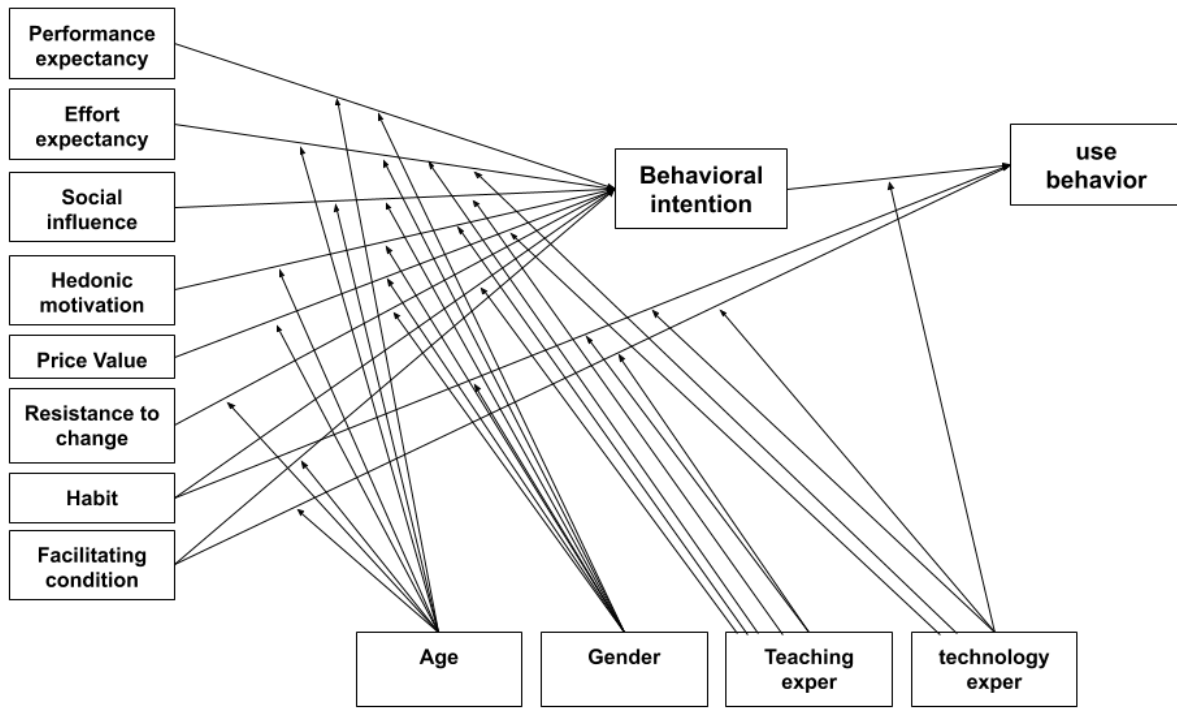 Performance
expectancy
Effort
expectancy
Social
influence
Hedonic
motivation
Price Value
Resistance to
change
Habit
Facilitating
condition
Behavioral
intention
use
behavior
Age
Gender
Teaching
exper
technology
exper